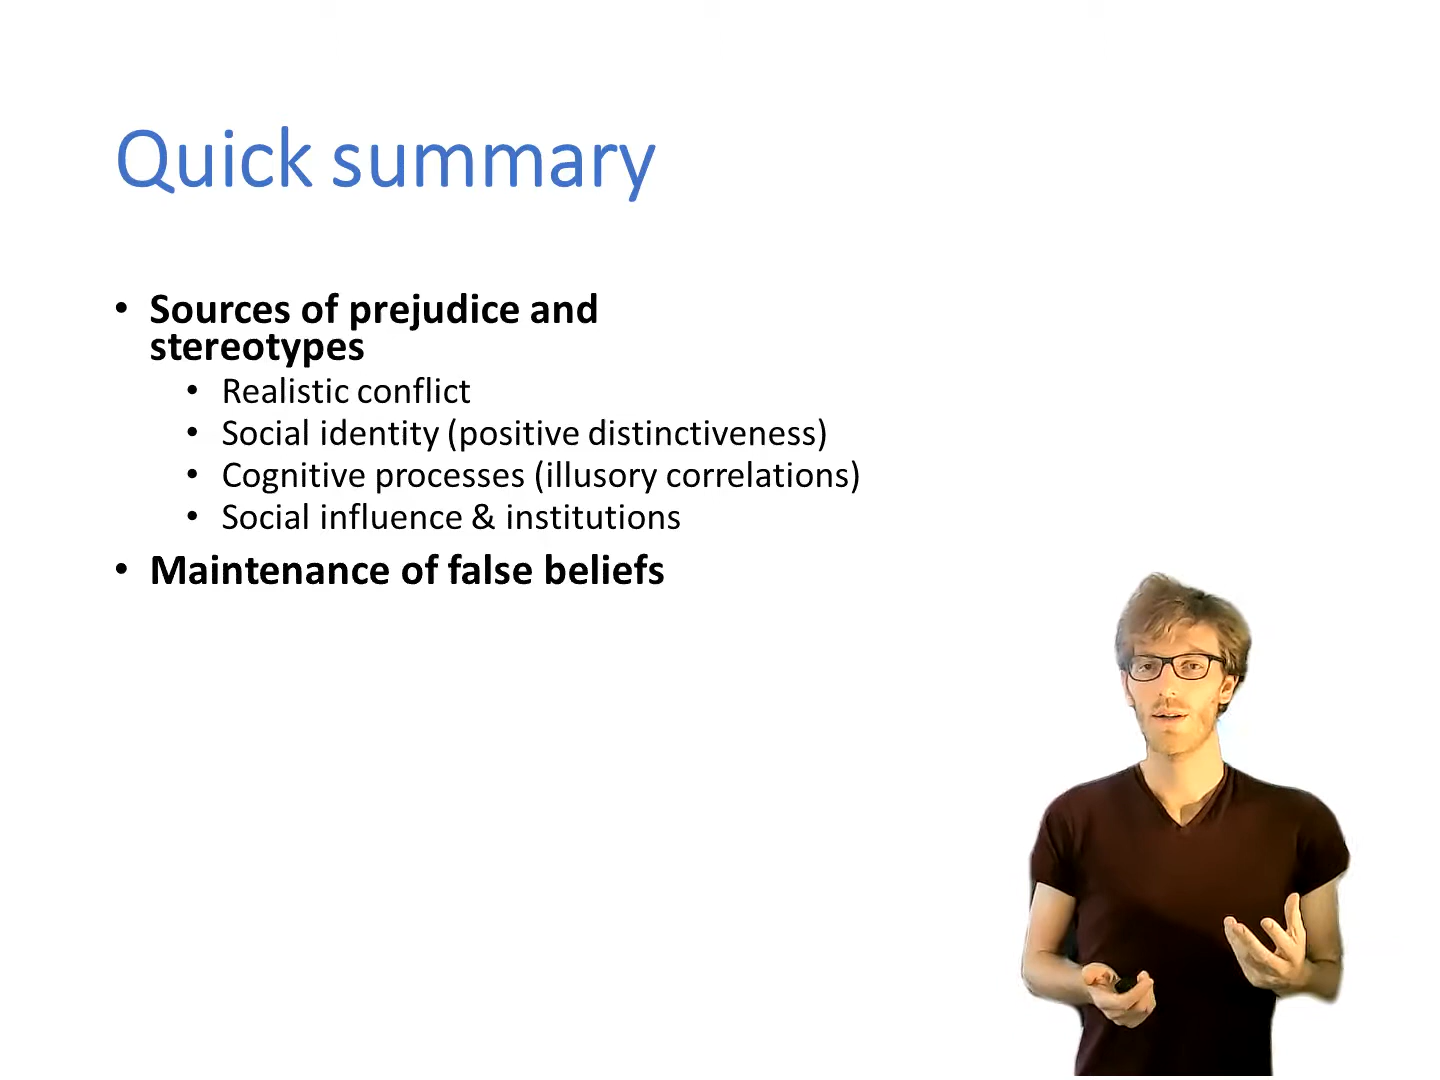 Quick summary
• Sources of prejudice and
stereotypes
• Realistic conflict
• Social identity (positive distinctiveness)
• Cognitive processes (illusory correlations)
• Social influence & institutions
• Maintenance of false beliefs